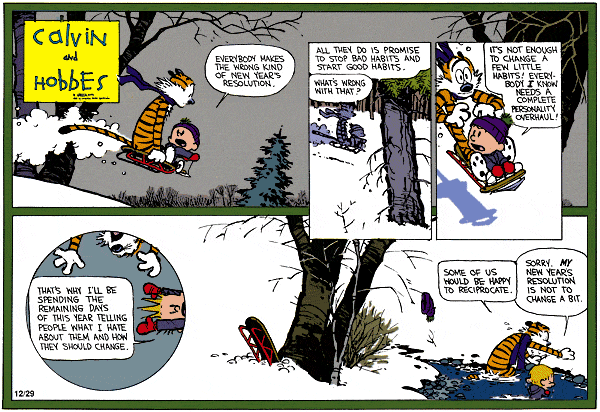 CALVIN
and
HOBBES
EVERYBODY MAKES
THE WRONG KIND
OF NEW YEAR'S
RESOLUTION.
ALL THEY DO IS PROMISE
TO STOP BAD HABITS AND
START GOOD HABITS.
WHAT'S WRONG
WITH THAT?
IT'S NOT ENOUGH
TO CHANGE A
FEW LITTLE
HABITS! EVERY-
BODY I KNOW
NEEDS A
COMPLETE
PERSONALITY
OVERHAUL!
THAT'S WHY I'LL BE
SPENDING THE
REMAINING DAYS
OF THIS YEAR TELLING
PEOPLE WHAT I HATE
ABOUT THEM AND HOW
THEY SHOULD CHANGE.
SOME OF US
WOULD BE HAPPY
TO RECIPROCATE.
SORRY. MY
NEW YEAR'S
RESOLUTION
IS NOT TO
CHANGE A BIT.
12/29